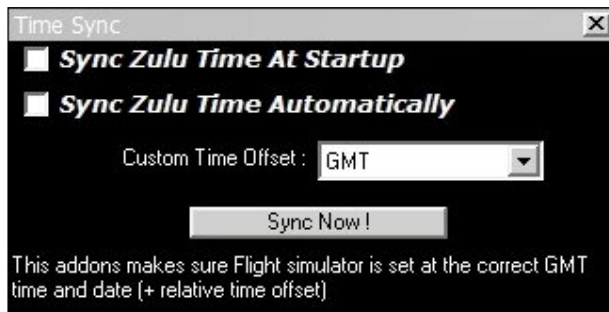 Time Sync
Sync Zulu Time At Startup
Sync Zulu Time Automatically
Custom Time Offset : GMT
Sync Now !
This addons makes sure Flight simulator is set at the correct GMT
time and date (+ relative time offset)